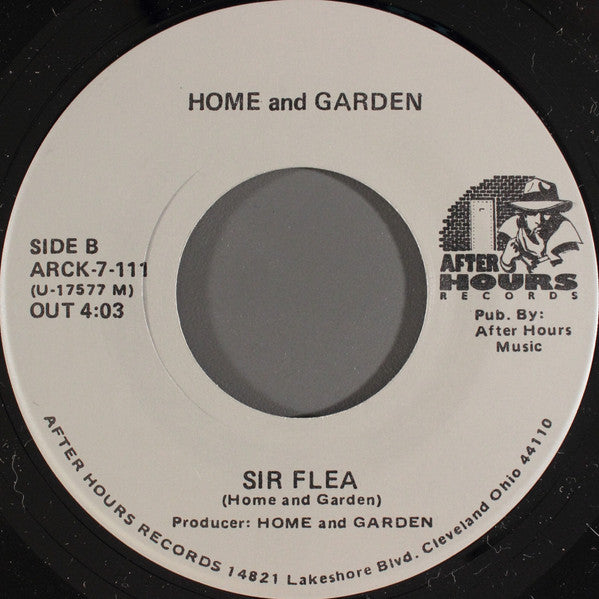 HOME and GARDEN
SIDE B
ARCK-7-111
(U-17577 M)
OUT 4:03
AFTER
HOURS
RECORDS
Pub. By:
After Hours
Music
SIR FLEA
(Home and Garden)
Producer: HOME and GARDEN
AFTER HOURS RECORDS 14821 Lakeshore Blvd. Cleveland Ohio 44110